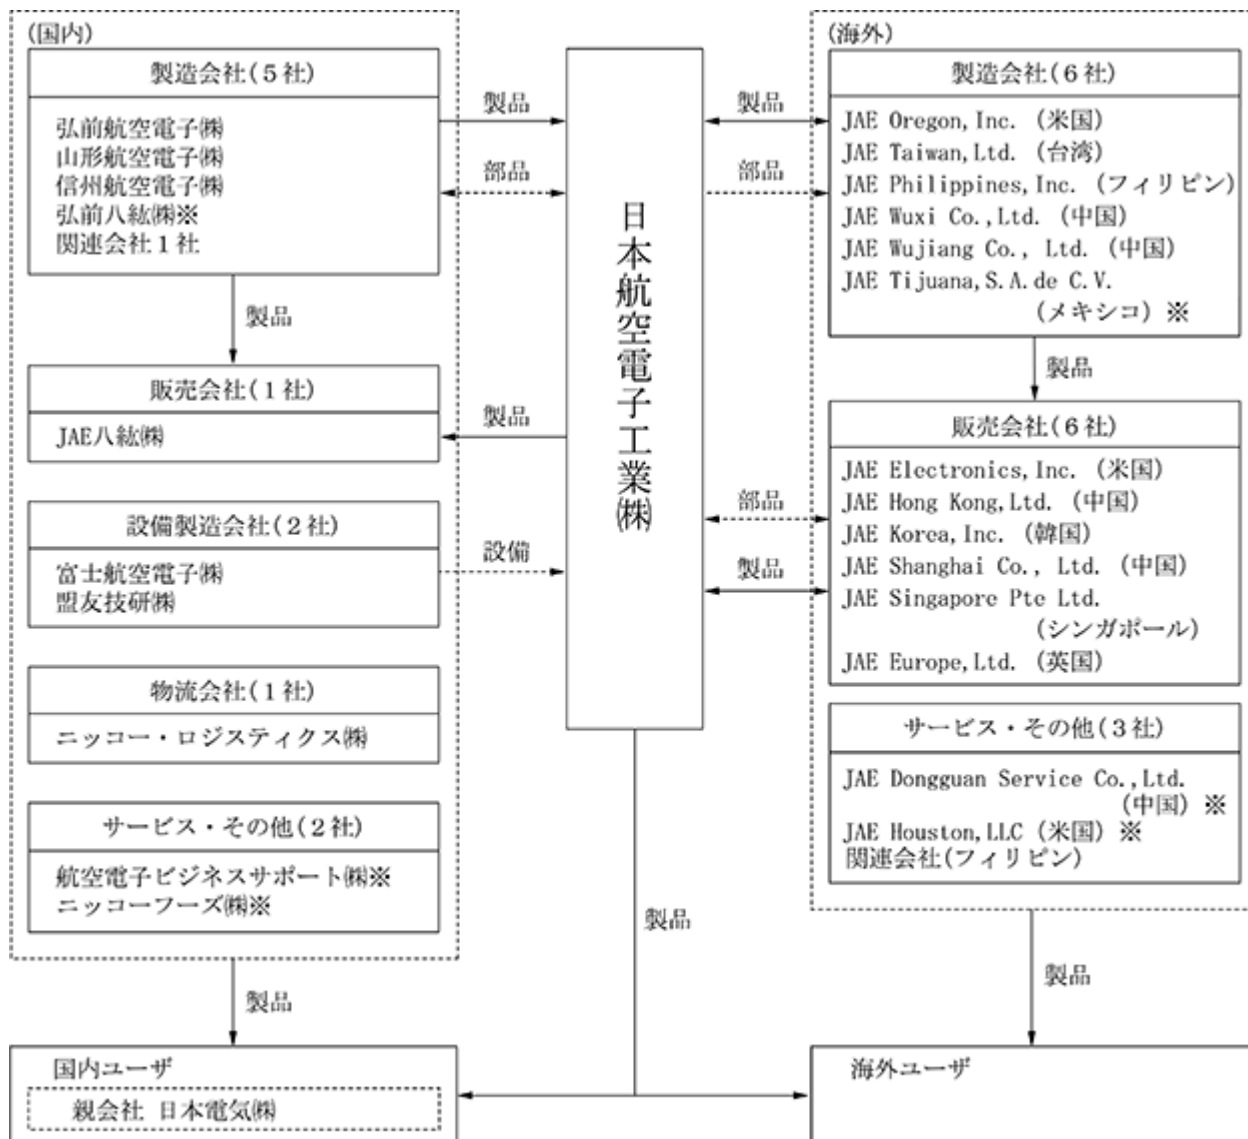 (国内)
製造会社(5社)
弘前航空電子㈱
山形航空電子㈱
信州航空電子㈱
弘前八紘㈱※
関連会社1社
製品
販売会社(1社)
JAE八紘㈱
設備製造会社(2社)
富士航空電子㈱
盟友技研㈱
物流会社(1社)
ニッコー・ロジスティクス㈱
サービス・その他(2社)
航空電子ビジネスサポート㈱※
ニッコーフーズ㈱※
製品
国内ユーザ
親会社 日本電気㈱
製品
部品
製品
設備
日本航空電子工業㈱
製品
部品
部品
製品
製品
(海外)
製造会社(6社)
JAE Oregon,Inc. (米国)
JAE Taiwan,Ltd. (台湾)
JAE Philippines,Inc. (フィリピン)
JAE Wuxi Co.,Ltd. (中国)
JAE Wujiang Co., Ltd. (中国)
JAE Tijuana,S.A.de C.V.
(メキシコ) ※
製品
販売会社(6社)
JAE Electronics,Inc. (米国)
JAE Hong Kong,Ltd. (中国)
JAE Korea,Inc. (韓国)
JAE Shanghai Co., Ltd. (中国)
JAE Singapore Pte Ltd.
(シンガポール)
JAE Europe,Ltd. (英国)
サービス・その他(3社)
JAE Dongguan Service Co.,Ltd.
(中国) ※
JAE Houston,LLC (米国) ※
関連会社(フィリピン)
製品
海外ユーザ